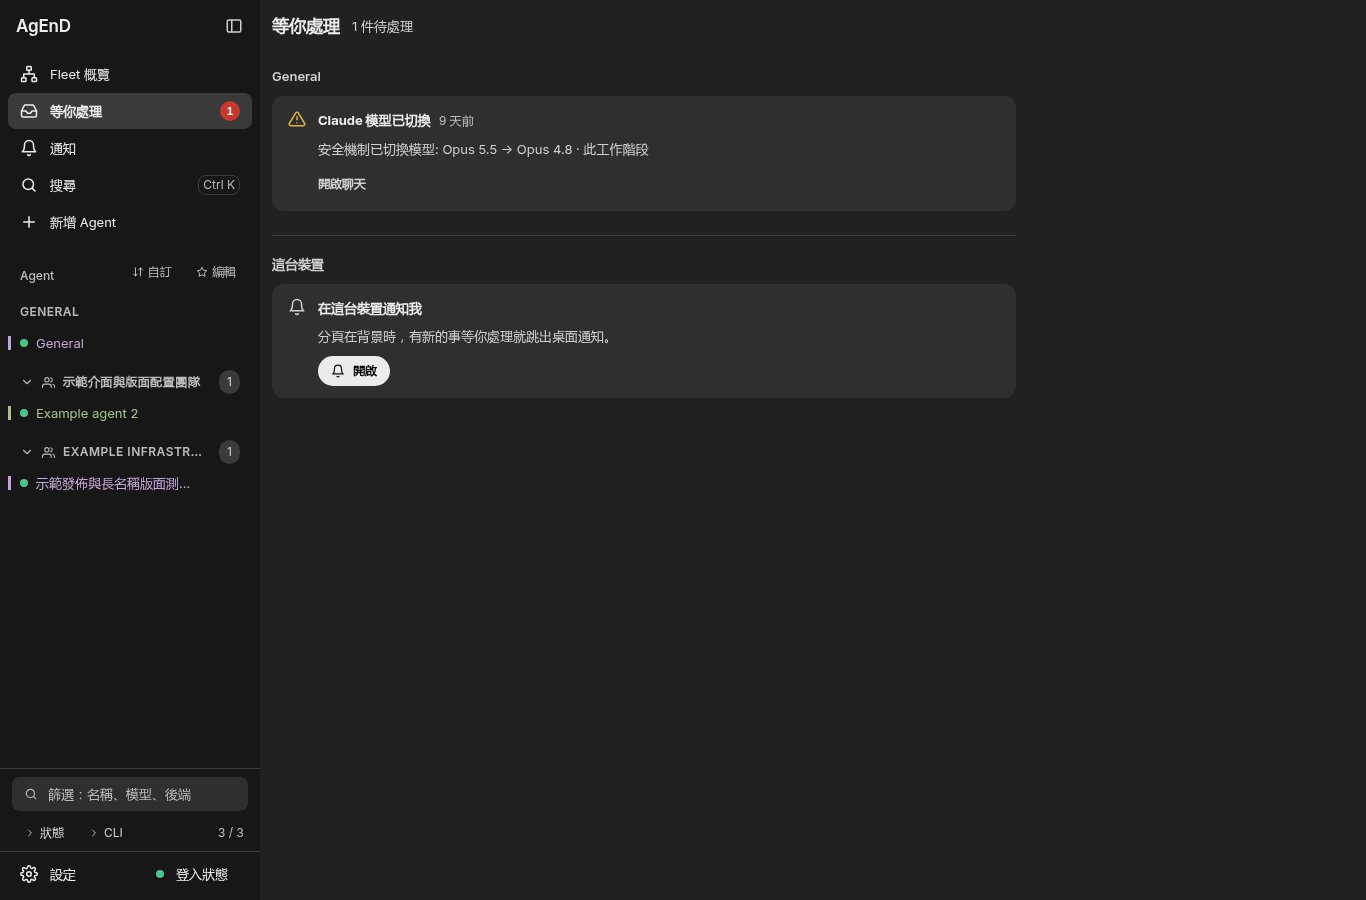 AgEnD
Fleet 概覽
等你處理 1
通知
搜尋 Ctrl K
新增 Agent
Agent 自訂 編輯
GENERAL
General
示範介面與版面配置團隊 1
Example agent 2
EXAMPLE INFRASTR... 1
示範發佈與長名稱版面測...
篩選：名稱、模型、後端
狀態 CLI 3 / 3
設定 登入狀態
等你處理 1 件待處理
General
Claude 模型已切換 9 天前
安全機制已切換模型: Opus 5.5 → Opus 4.8 · 此工作階段
開啟聊天
這台裝置
在這台裝置通知我
分頁在背景時，有新的事等你處理就跳出桌面通知。
開啟